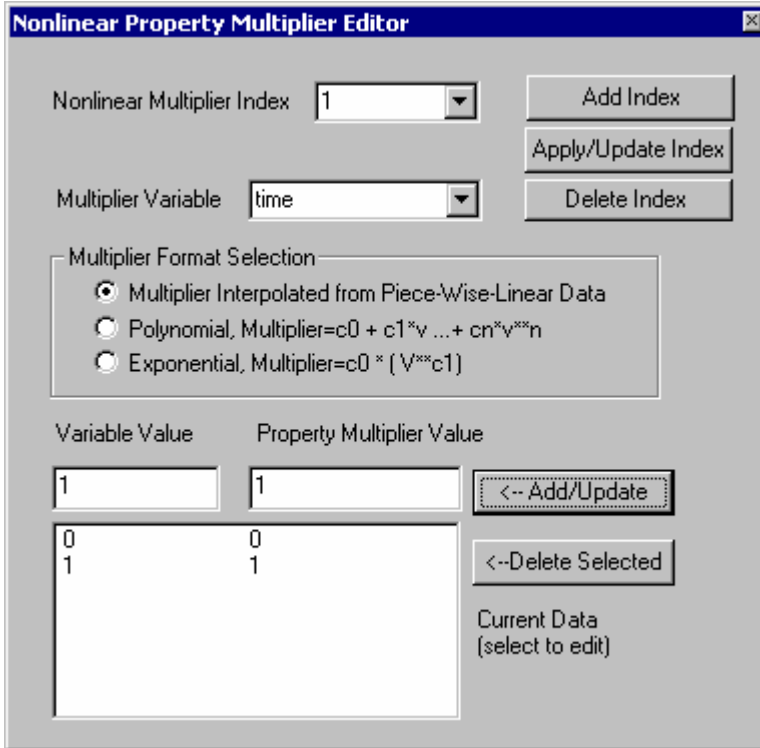 Nonlinear Property Multiplier Editor
Nonlinear Multiplier Index 1 Add Index
Apply/Update Index
Multiplier Variable time Delete Index
Multiplier Format Selection
Multiplier Interpolated from Piece-Wise-Linear Data
Polynomial, Multiplier=c0 + c1*v ...+ cn*v**n
Exponential, Multiplier=c0 * ( V**c1)
Variable Value Property Multiplier Value
1 1 <-- Add/Update
0 0
1 1 <--Delete Selected
Current Data
(select to edit)